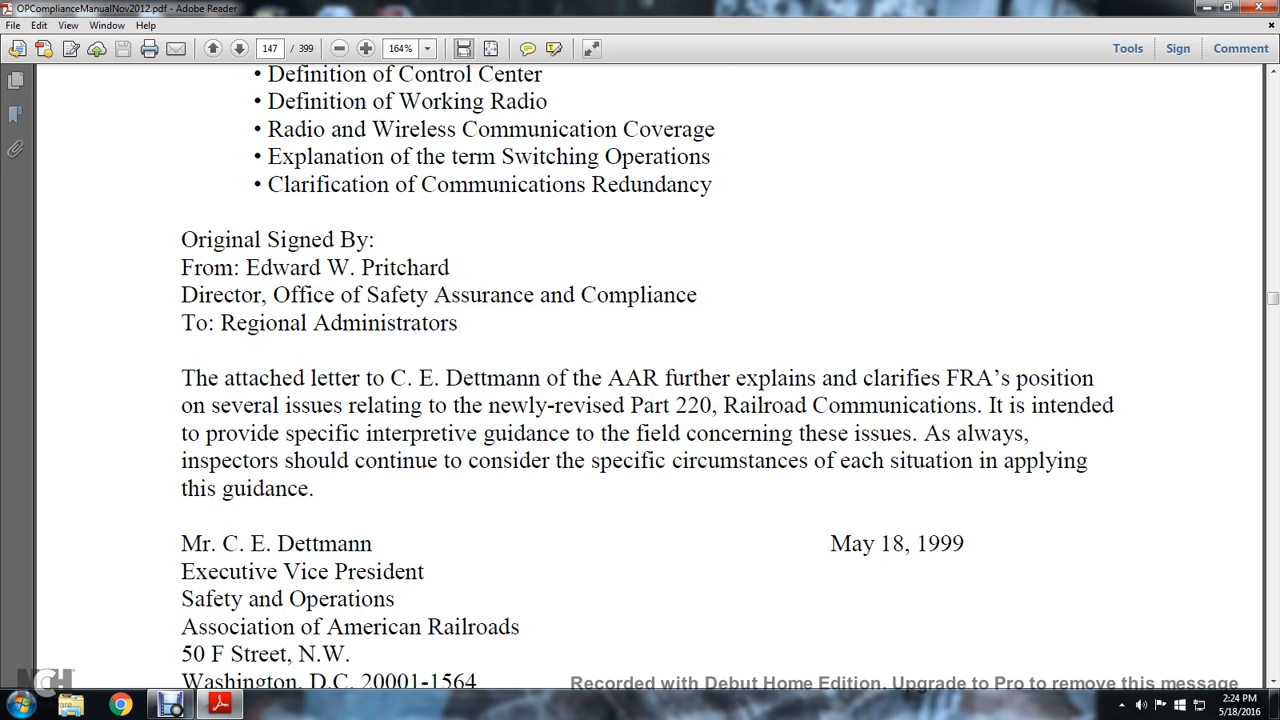 OPComplianceManualNov2012.pdf - Adobe Reader
File Edit View Window Help
147 / 399 164% Tools Sign Comment
• Definition of Control Center
• Definition of Working Radio
• Radio and Wireless Communication Coverage
• Explanation of the term Switching Operations
• Clarification of Communications Redundancy
Original Signed By:
From: Edward W. Pritchard
Director, Office of Safety Assurance and Compliance
To: Regional Administrators
The attached letter to C. E. Dettmann of the AAR further explains and clarifies FRA's position
on several issues relating to the newly-revised Part 220, Railroad Communications. It is intended
to provide specific interpretive guidance to the field concerning these issues. As always,
inspectors should continue to consider the specific circumstances of each situation in applying
this guidance.
Mr. C. E. Dettmann May 18, 1999
Executive Vice President
Safety and Operations
Association of American Railroads
50 F Street, N.W.
Washington, D.C. 20001-1564
NCH
Recorded with Debut Home Edition. Upgrade to Pro to remove this message
2:24 PM
5/18/2016